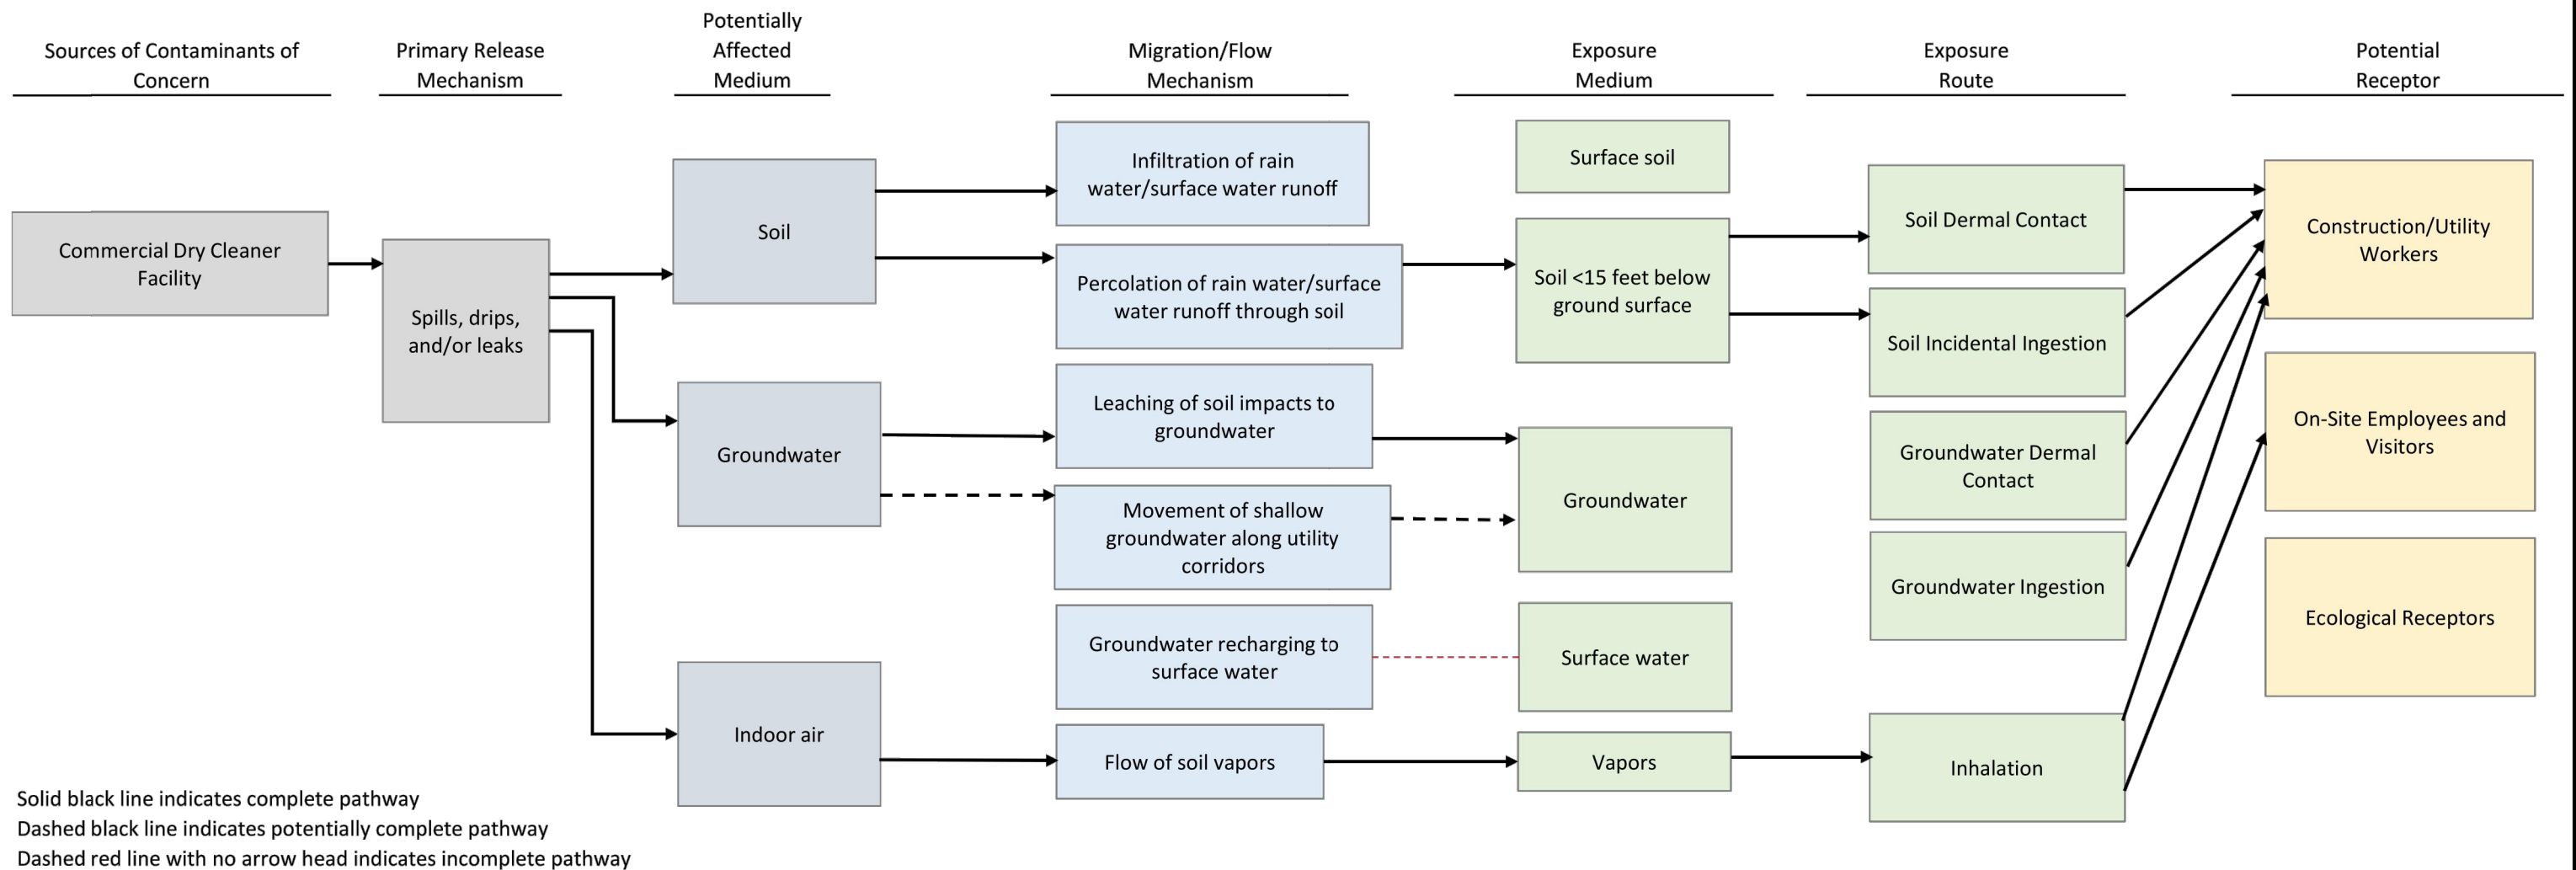 Sources of Contaminants of
Concern
Primary Release
Mechanism
Potentially
Affected
Medium
Migration/Flow
Mechanism
Exposure
Medium
Exposure
Route
Potential
Receptor
Commercial Dry Cleaner
Facility
Spills, drips,
and/or leaks
Soil
Groundwater
Indoor air
Infiltration of rain
water/surface water runoff
Percolation of rain water/surface
water runoff through soil
Leaching of soil impacts to
groundwater
Movement of shallow
groundwater along utility
corridors
Groundwater recharging to
surface water
Flow of soil vapors
Surface soil
Soil <15 feet below
ground surface
Groundwater
Surface water
Vapors
Soil Dermal Contact
Soil Incidental Ingestion
Groundwater Dermal
Contact
Groundwater Ingestion
Inhalation
Construction/Utility
Workers
On-Site Employees and
Visitors
Ecological Receptors
Solid black line indicates complete pathway
Dashed black line indicates potentially complete pathway
Dashed red line with no arrow head indicates incomplete pathway